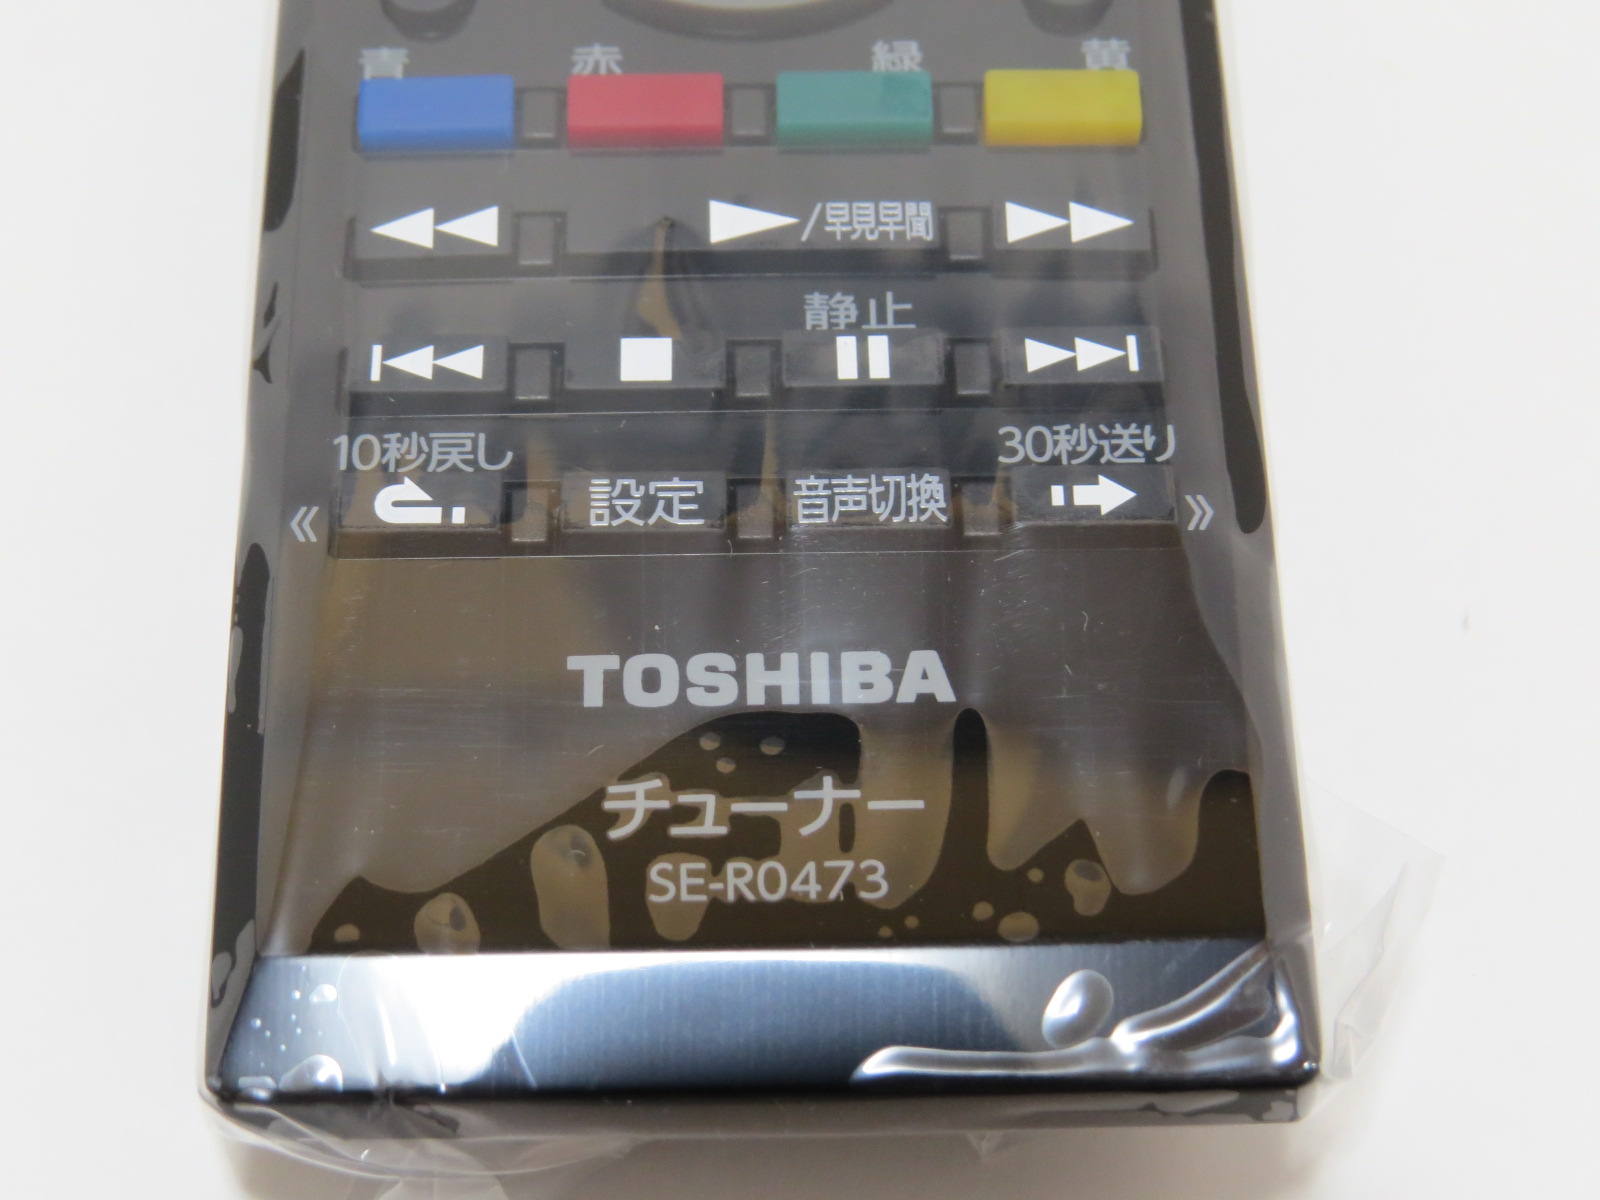 青 赤 緑 黄
/早見早聞
静止
10秒戻し 30秒送り
設定 音声切換
TOSHIBA
チューナー
SE-R0473